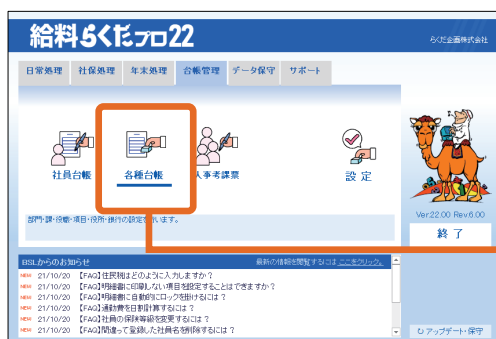 給料らくだプロ22
らくだ企画株式会社
日常処理 社保処理 年末処理 台帳管理 データ保守 サポート
社員台帳 各種台帳 人事考課票 設定
部門・課・役職・項目・役所・銀行の設定を行います。
Ver.22.00 Rev.6.00
終了
BSLからのお知らせ 最新の情報を閲覧するにはここをクリック。
NEW 21/10/20 【FAQ】住民税はどのように入力しますか？
NEW 21/10/20 【FAQ】明細書に印刷しない項目を設定することはできますか？
NEW 21/10/20 【FAQ】明細書に自動的にロックを掛けるには？
NEW 21/10/20 【FAQ】通勤費を日割計算するには？
NEW 21/10/20 【FAQ】社員の保険等級を変更するには？
NEW 21/10/20 【FAQ】間違って登録した社員名を削除するには？
アップデート・保守